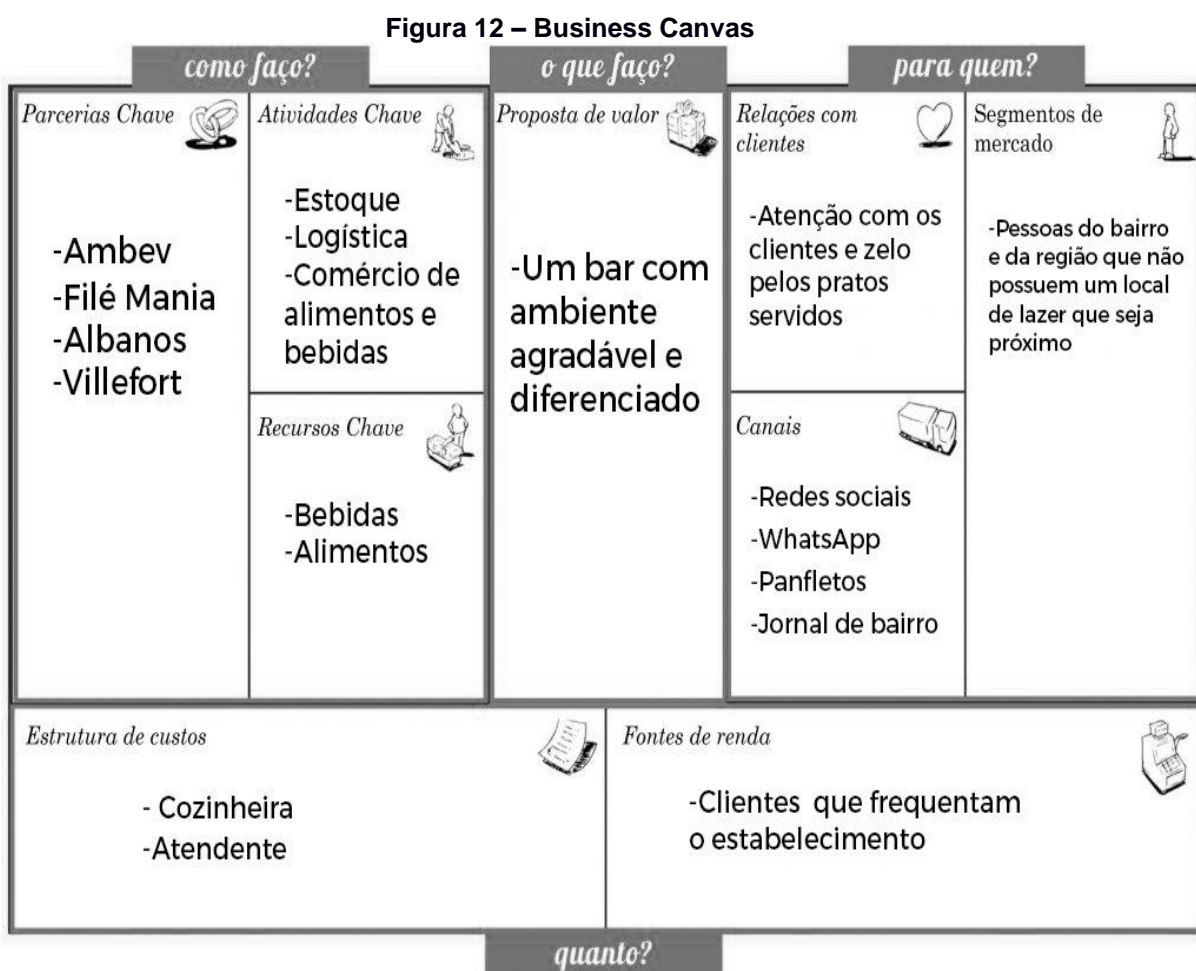 Figura 12 – Business Canvas
como faço?
o que faço?
para quem?
Parcerias Chave
-Ambev
-Filé Mania
-Albanos
-Villefort
Atividades Chave
-Estoque
-Logística
-Comércio de
alimentos e
bebidas
Recursos Chave
-Bebidas
-Alimentos
Proposta de valor
-Um bar com
ambiente
agradável e
diferenciado
Relações com
clientes
-Atenção com os
clientes e zelo
pelos pratos
servidos
Canais
-Redes sociais
-WhatsApp
-Panfletos
-Jornal de bairro
Segmentos de
mercado
-Pessoas do bairro
e da região que não
possuem um local
de lazer que seja
próximo
Estrutura de custos
- Cozinheira
-Atendente
Fontes de renda
-Clientes que frequentam
o estabelecimento
quanto?